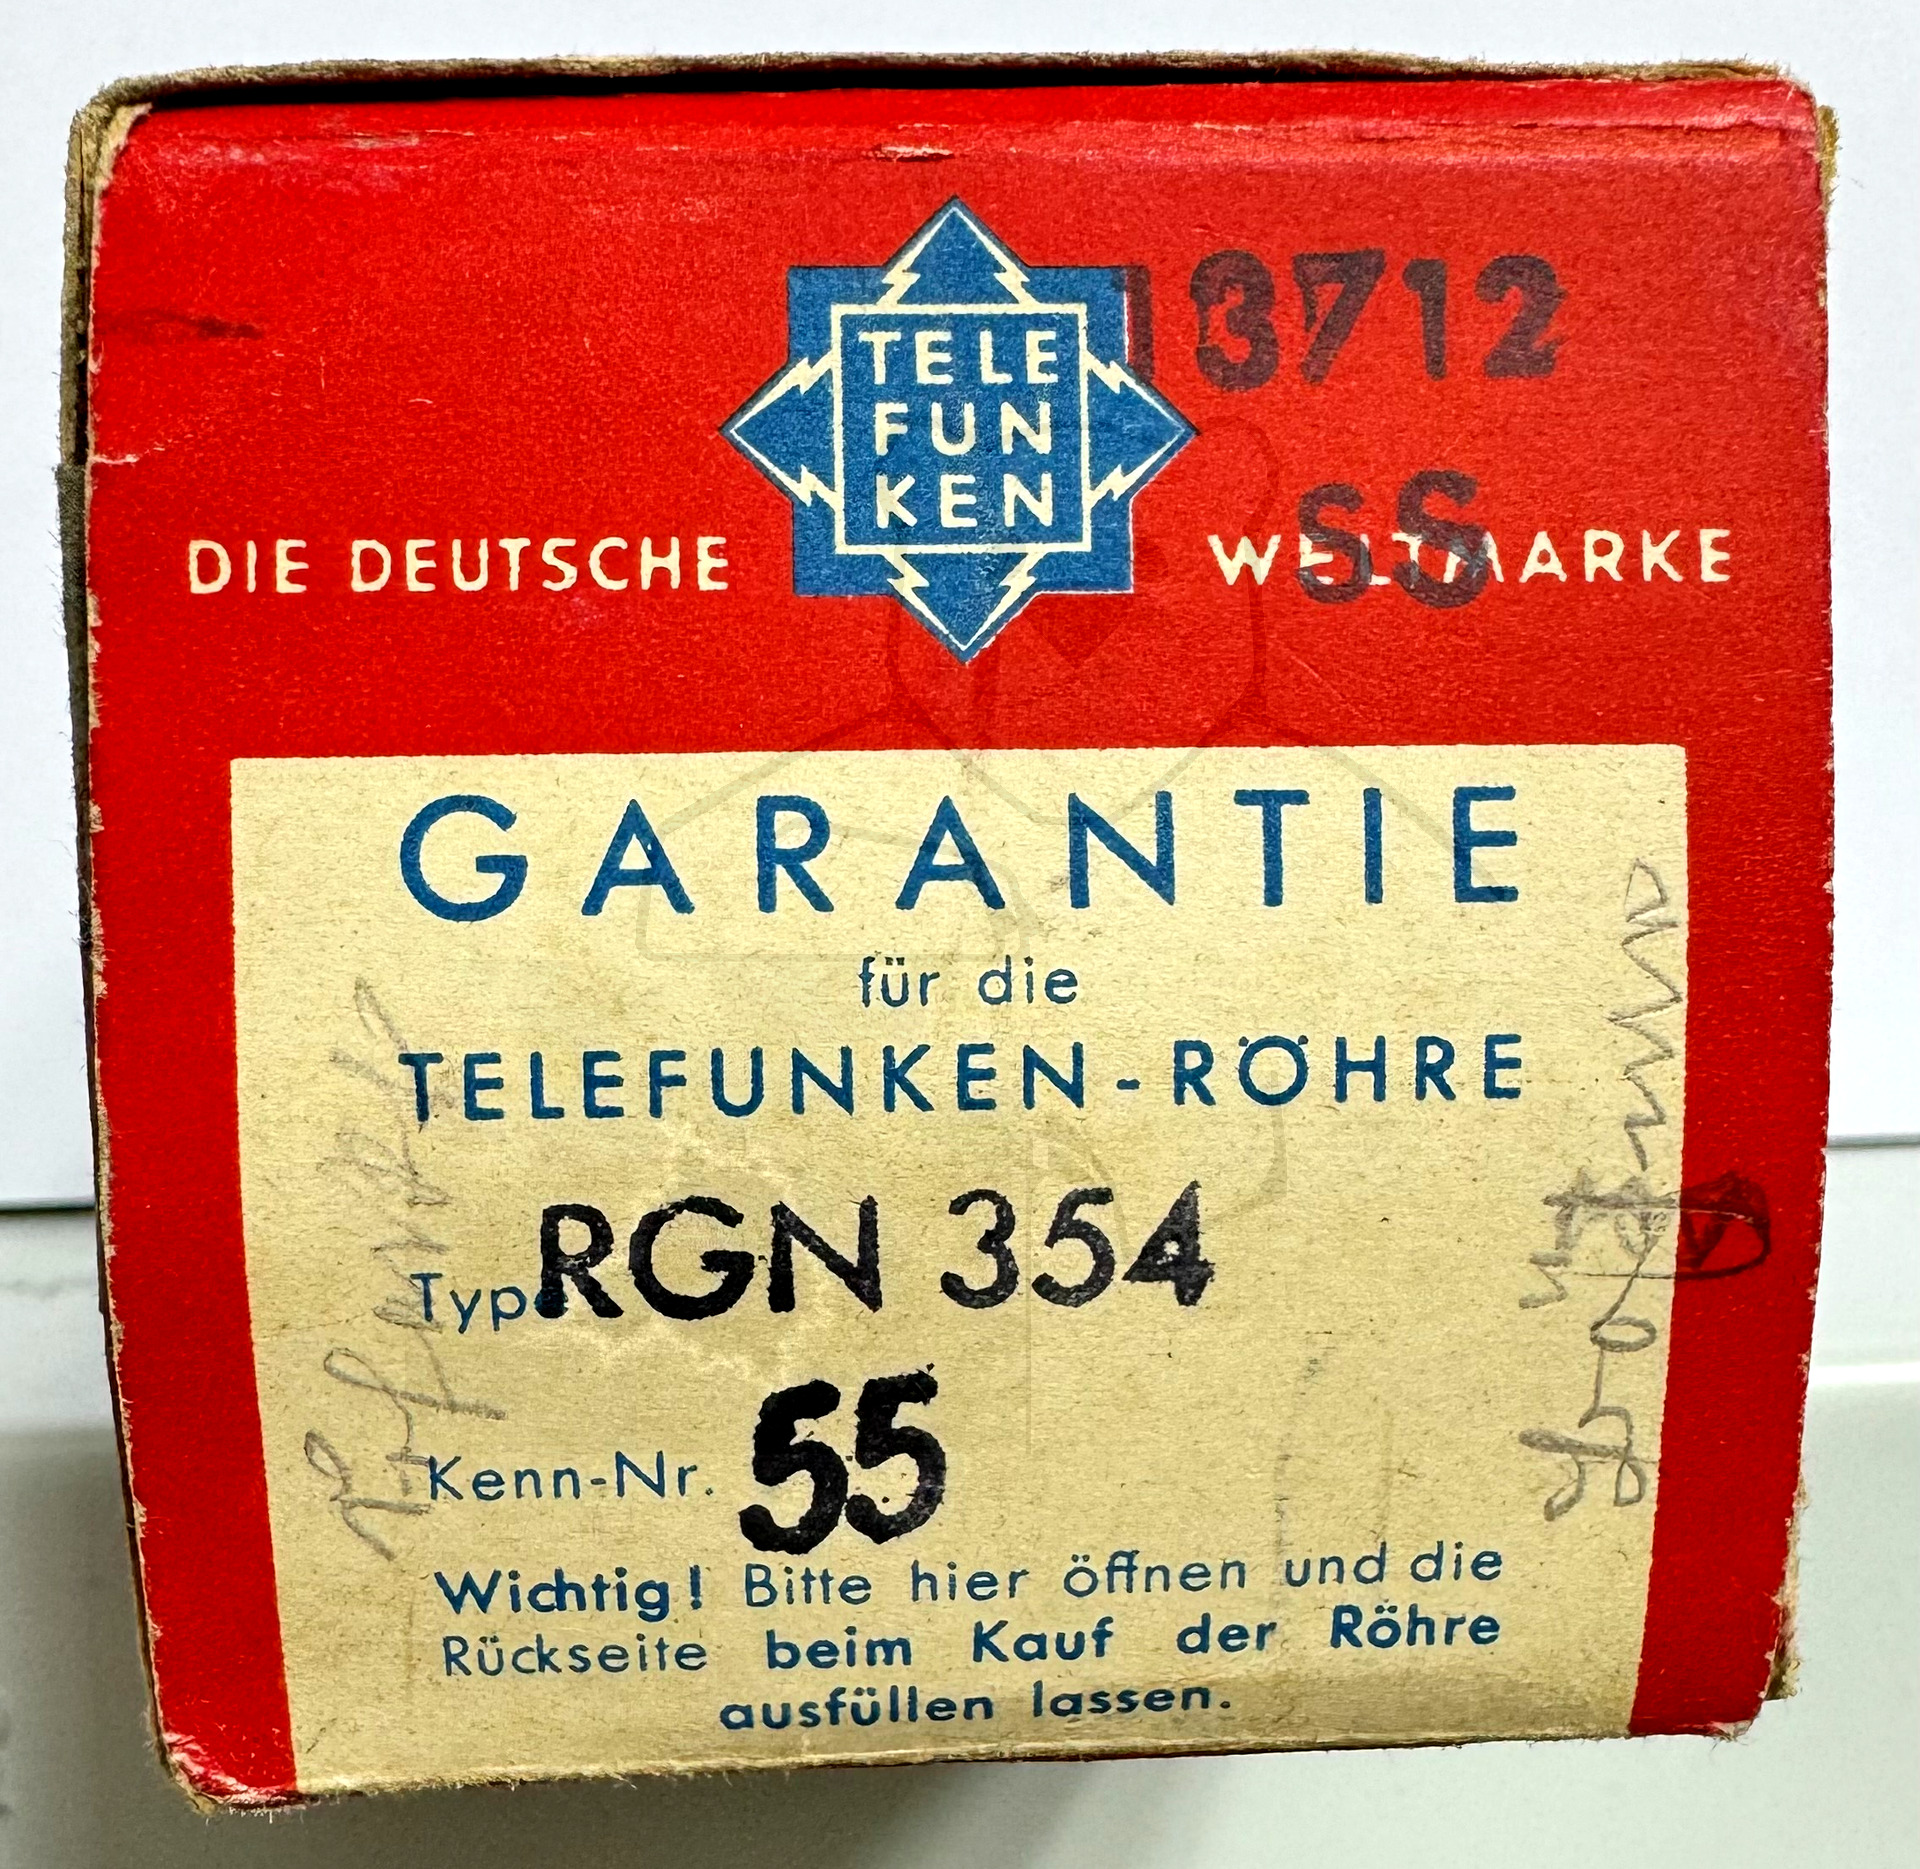 13712
TELE
FUN
KEN
DIE DEUTSCHE WELTMARKE
SS
GARANTIE
für die
TELEFUNKEN-RÖHRE
Type RGN 354
Kenn-Nr. 55
Wichtig! Bitte hier öffnen und die
Rückseite beim Kauf der Röhre
ausfüllen lassen.